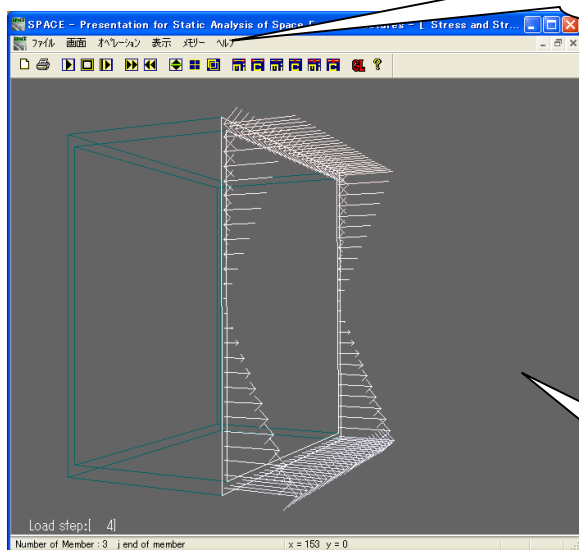 SPACE - Presentation for Static Analysis of Space - [ Stress and Str...
ファイル 画面 オペレーション 表示 メモリー ヘルプ
Load step:[ 4]
Number of Member : 3 j end of member x = 153 y = 0